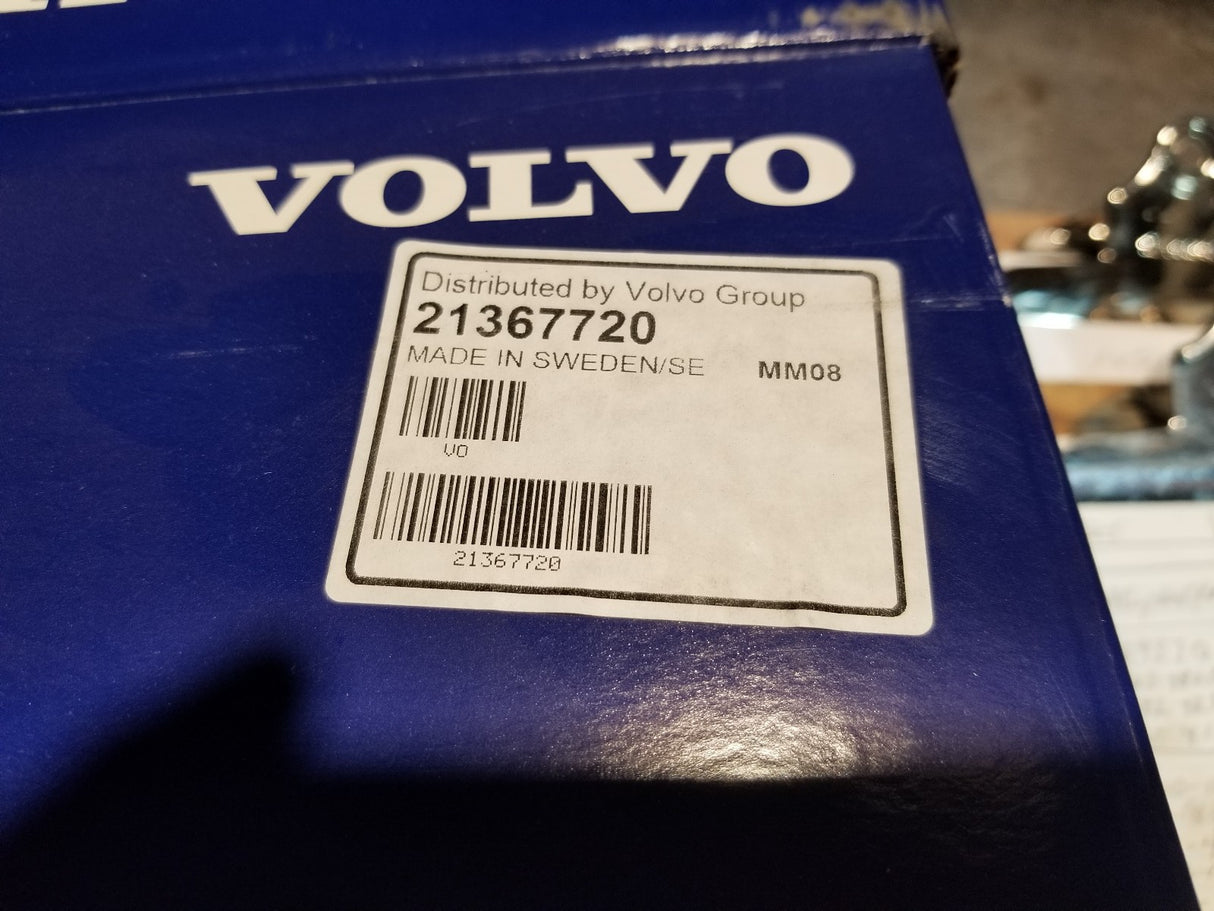 VOLVO
Distributed by Volvo Group
21367720
MADE IN SWEDEN/SE MM08
VO
21367720